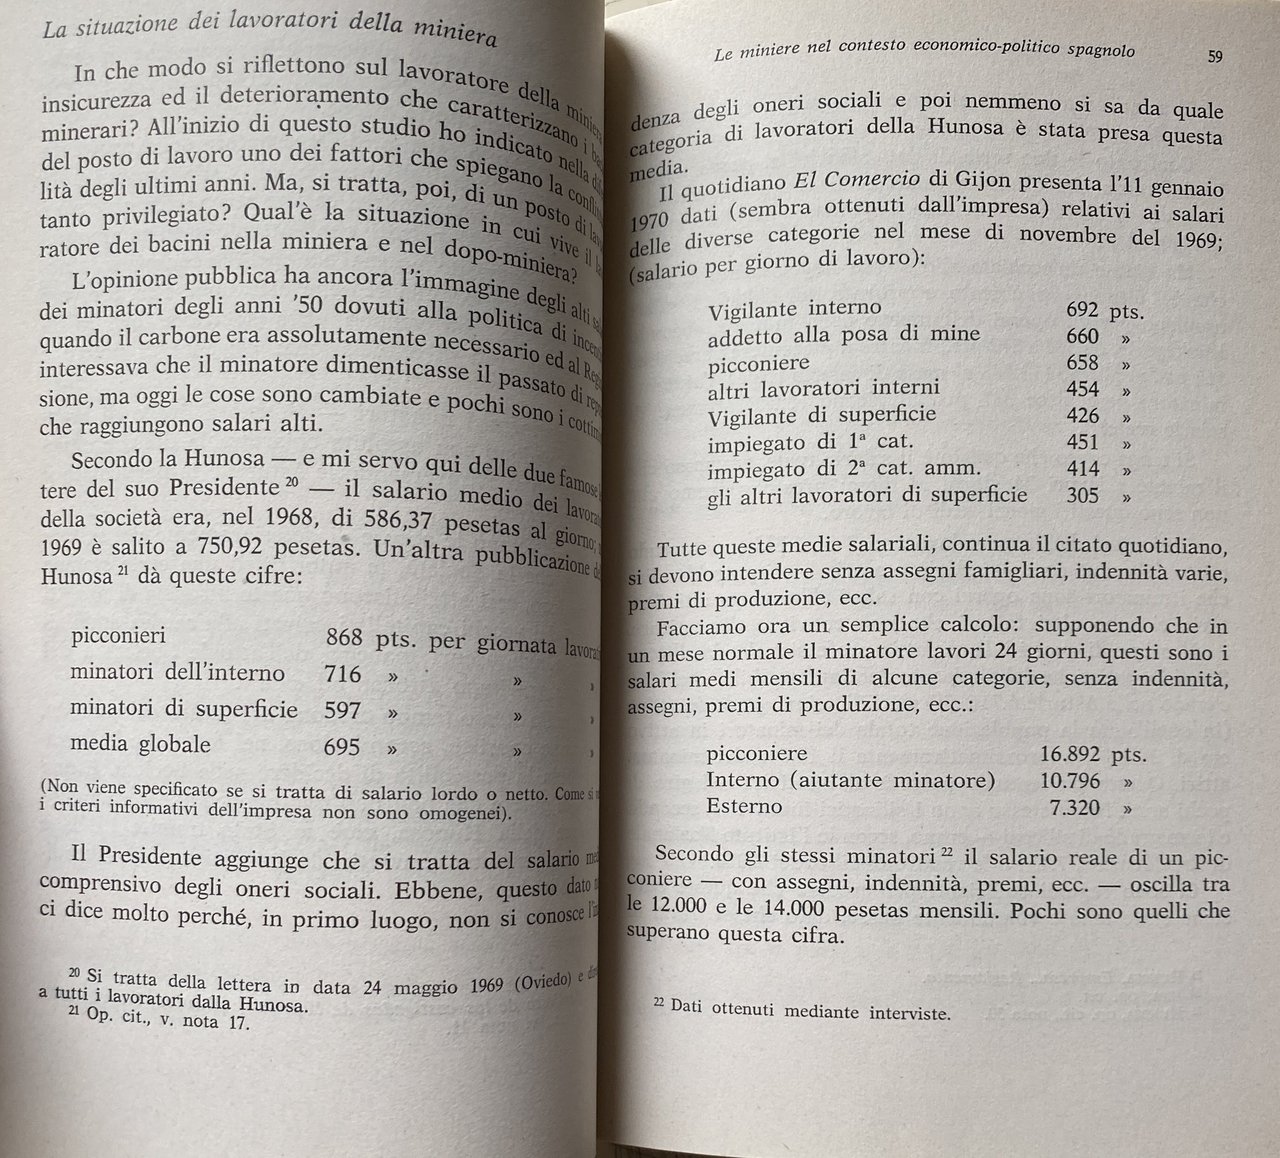 La situazione dei lavoratori della miniera
In che modo si riflettono sul lavoratore della miniera
insicurezza ed il deterioramento che caratterizzano i
minerari? All'inizio di questo studio ho indicato nella
del posto di lavoro uno dei fattori che spiegano la
lità degli ultimi anni. Ma, si tratta, poi, di un posto di
tanto privilegiato? Qual'è la situazione in cui vive il
ratore dei bacini nella miniera e nel dopo-miniera?
L'opinione pubblica ha ancora l'immagine degli alti
dei minatori degli anni '50 dovuti alla politica di
quando il carbone era assolutamente necessario ed al
interessava che il minatore dimenticasse il passato di
sione, ma oggi le cose sono cambiate e pochi sono i
che raggiungono salari alti.
Secondo la Hunosa — e mi servo qui delle due famose
tere del suo Presidente 20 — il salario medio dei
della società era, nel 1968, di 586,37 pesetas al giorno;
1969 è salito a 750,92 pesetas. Un'altra pubblicazione
Hunosa 21 dà queste cifre:
picconieri 868 pts. per giornata
minatori dell'interno 716 » »
minatori di superficie 597 » »
media globale 695 » »
(Non viene specificato se si tratta di salario lordo o netto. Come si
i criteri informativi dell'impresa non sono omogenei).
Il Presidente aggiunge che si tratta del salario
comprensivo degli oneri sociali. Ebbene, questo dato
ci dice molto perché, in primo luogo, non si conosce
20 Si tratta della lettera in data 24 maggio 1969 (Oviedo) e
a tutti i lavoratori dalla Hunosa.
21 Op. cit., v. nota 17.
Le miniere nel contesto economico-politico spagnolo 59
denza degli oneri sociali e poi nemmeno si sa da quale
categoria di lavoratori della Hunosa è stata presa questa
media.
Il quotidiano El Comercio di Gijon presenta l'11 gennaio
1970 dati (sembra ottenuti dall'impresa) relativi ai salari
delle diverse categorie nel mese di novembre del 1969;
(salario per giorno di lavoro):
Vigilante interno 692 pts.
addetto alla posa di mine 660 »
picconiere 658 »
altri lavoratori interni 454 »
Vigilante di superficie 426 »
impiegato di 1ª cat. 451 »
impiegato di 2ª cat. amm. 414 »
gli altri lavoratori di superficie 305 »
Tutte queste medie salariali, continua il citato quotidiano,
si devono intendere senza assegni famigliari, indennità varie,
premi di produzione, ecc.
Facciamo ora un semplice calcolo: supponendo che in
un mese normale il minatore lavori 24 giorni, questi sono i
salari medi mensili di alcune categorie, senza indennità,
assegni, premi di produzione, ecc.:
picconiere 16.892 pts.
Interno (aiutante minatore) 10.796 »
Esterno 7.320 »
Secondo gli stessi minatori 22 il salario reale di un pic-
coniere — con assegni, indennità, premi, ecc. — oscilla tra
le 12.000 e le 14.000 pesetas mensili. Pochi sono quelli che
superano questa cifra.
22 Dati ottenuti mediante interviste.